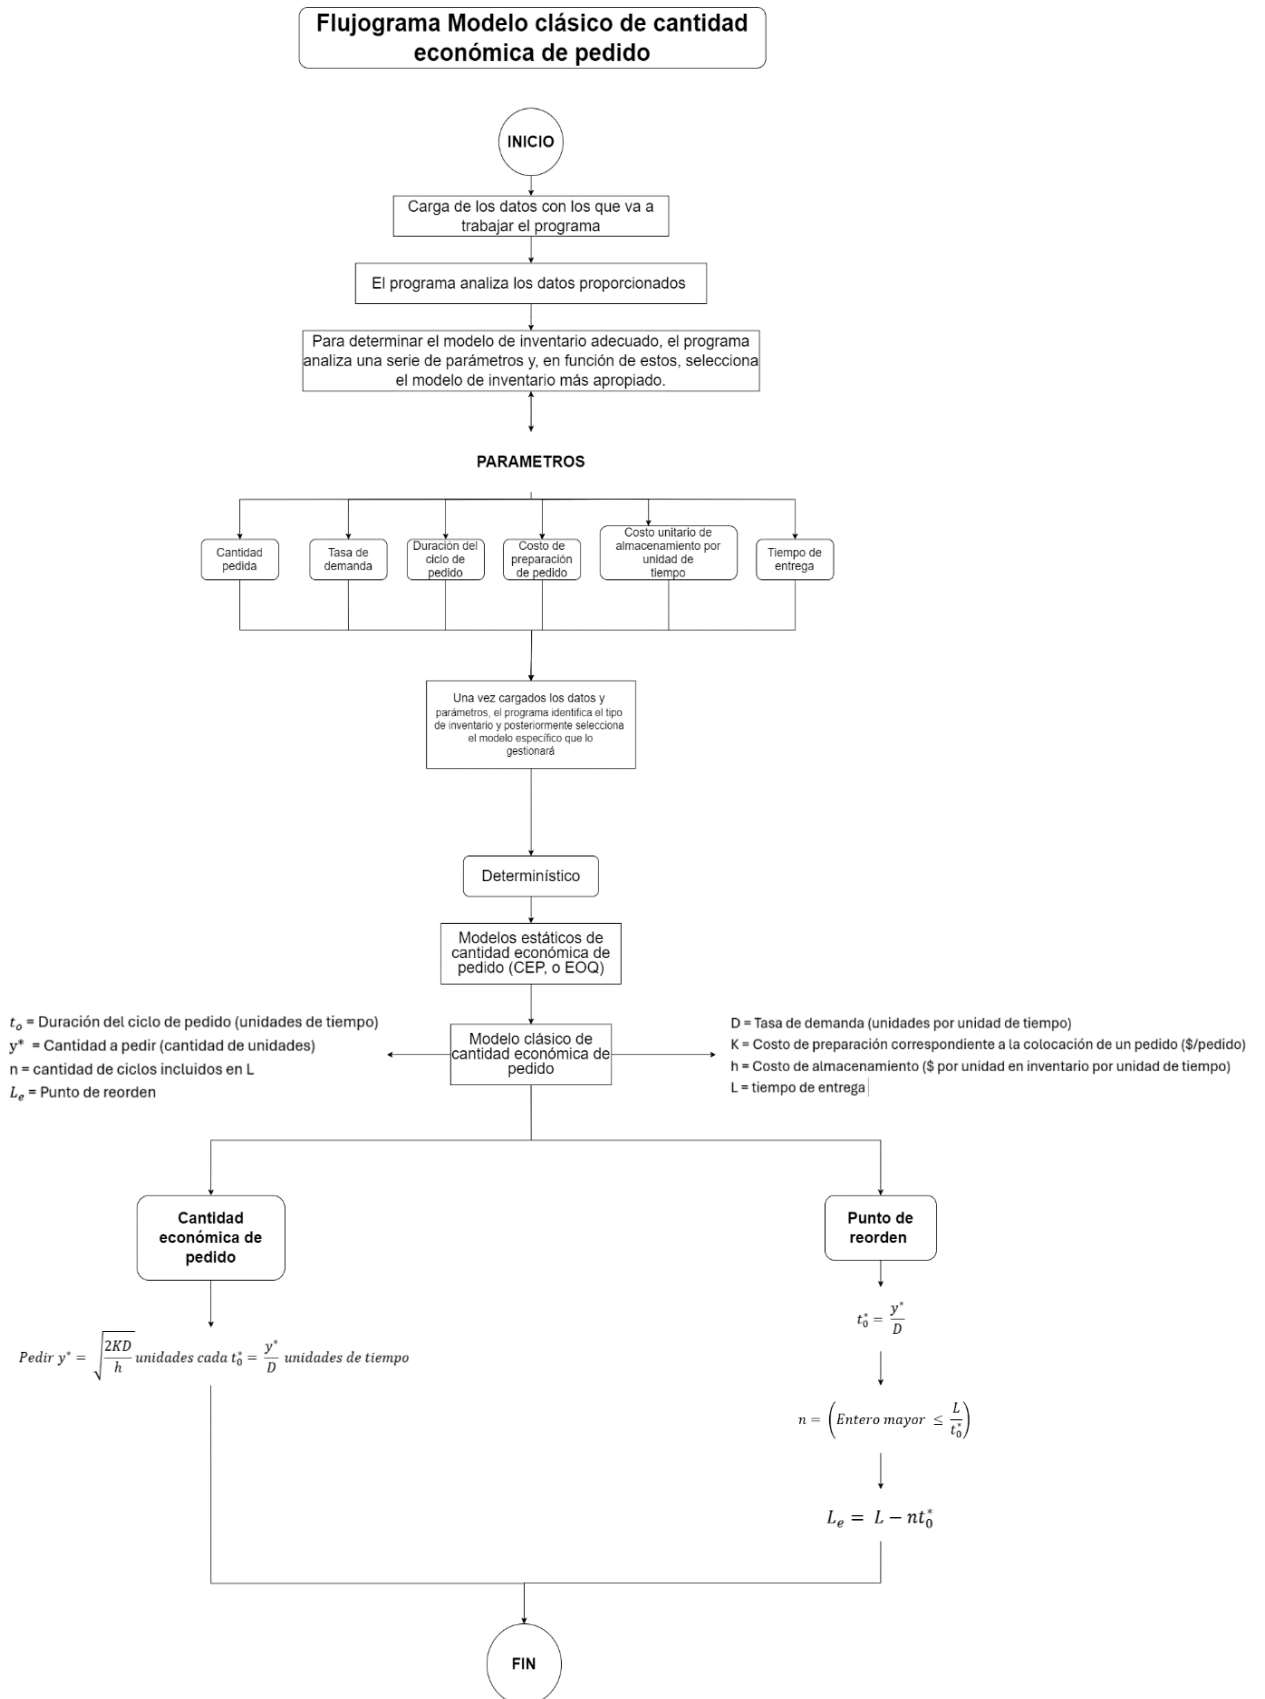 Flujograma Modelo clásico de cantidad
económica de pedido
INICIO
Carga de los datos con los que va a
trabajar el programa
El programa analiza los datos proporcionados
Para determinar el modelo de inventario adecuado, el programa
analiza una serie de parámetros y, en función de estos, selecciona
el modelo de inventario más apropiado.
PARAMETROS
Cantidad
pedida
Tasa de
demanda
Duración del
ciclo de
pedido
Costo de
preparación
de pedido
Costo unitario de
almacenamiento por
unidad de
tiempo
Tiempo de
entrega
Una vez cargados los datos y
parámetros, el programa identifica el tipo
de inventario y posteriormente selecciona
el modelo específico que lo
gestionará
Determinístico
Modelos estáticos de
cantidad económica de
pedido (CEP, o EOQ)
t_o = Duración del ciclo de pedido (unidades de tiempo)
y* = Cantidad a pedir (cantidad de unidades)
n = cantidad de ciclos incluidos en L
L_e = Punto de reorden
Modelo clásico de
cantidad económica de
pedido
D = Tasa de demanda (unidades por unidad de tiempo)
K = Costo de preparación correspondiente a la colocación de un pedido ($/pedido)
h = Costo de almacenamiento ($ por unidad en inventario por unidad de tiempo)
L = tiempo de entrega
Cantidad
económica de
pedido
Pedir y* = √(2KD/h) unidades cada t_0* = y*/D unidades de tiempo
Punto de
reorden
t_0* = y*/D
n = (Entero mayor ≤ L/t_0*)
L_e = L − nt_0*
FIN